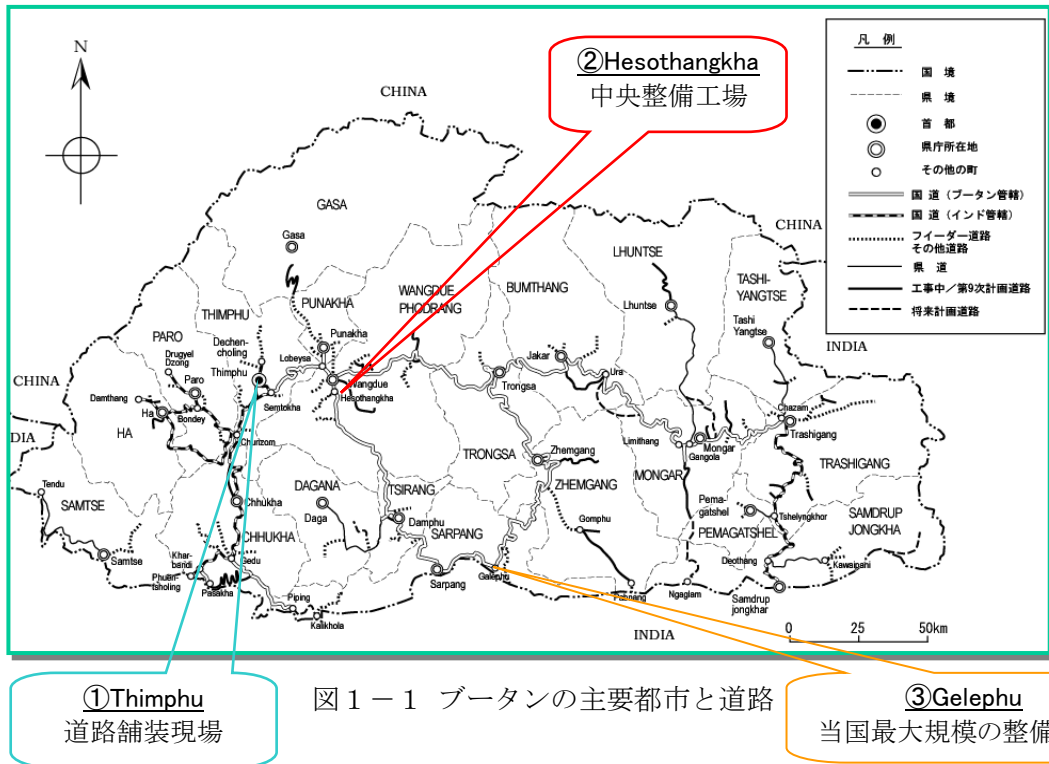 N
②Hesothangkha
中央整備工場
凡 例
国 境
県 境
首 都
県庁所在地
その他の町
国 道（ブータン管轄）
国 道（インド管轄）
フイーダー道路
その他道路
県 道
工事中／第9次計画道路
将来計画道路
CHINA
GASA
Gasa
CHINA
LHUNTSE
BUMTHANG
WANGDUE
PHODRANG
TASHI-
YANGTSE
PUNAKHA
Lhuntse
THIMPHU
Tashi
Yangtse
Punakha
Dechen-
choling
PARO
Drugyel
Dzong
Lobeysa
INDIA
Jakar
Thimphu
Ura
CHINA
Paro
Wangdue
Trongsa
Damthang
Semtokha
Hesothangkha
Ha
Bondey
Chazam
HA
Trashigang
Chuzom
Limithang
Mongar
Gangola
DIA
TRONGSA
Zhemgang
MONGAR
TRASHIGANG
Tendu
DAGANA
TSIRANG
ZHEMGANG
SAMTSE
Chhukha
Daga
Pema-
gatshel
SAMDRUP
JONGKHA
Damphu
Tshelyngkhor
CHHUKHA
SARPANG
Gomphu
PEMAGATSHEL
Khar-
bandi
Gedu
Deothang
Kawaipani
Samtse
Phuen-
tsholing
Pasakha
Sarpang
Galephu
Panbang
Ngaglam
Samdrup
jongkhar
Piping
Kalikhola
INDIA
0 25 50km
①Thimphu
道路舗装現場
図１－１ ブータンの主要都市と道路
③Gelephu
当国最大規模の整備